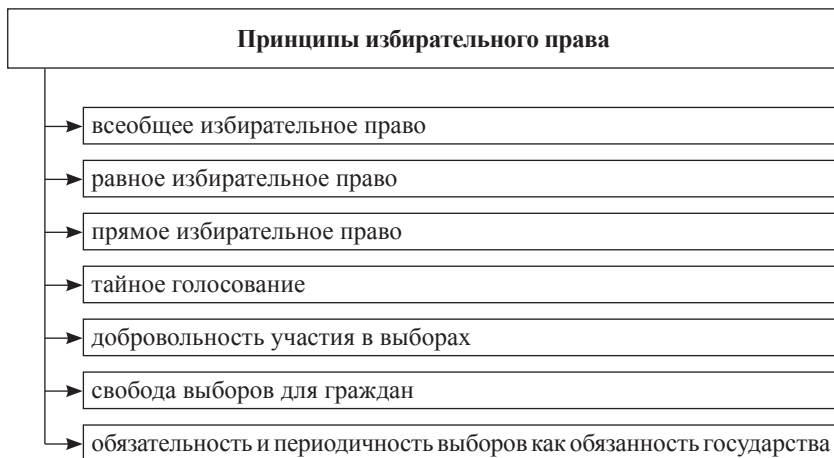 Принципы избирательного права
всеобщее избирательное право
равное избирательное право
прямое избирательное право
тайное голосование
добровольность участия в выборах
свобода выборов для граждан
обязательность и периодичность выборов как обязанность государства